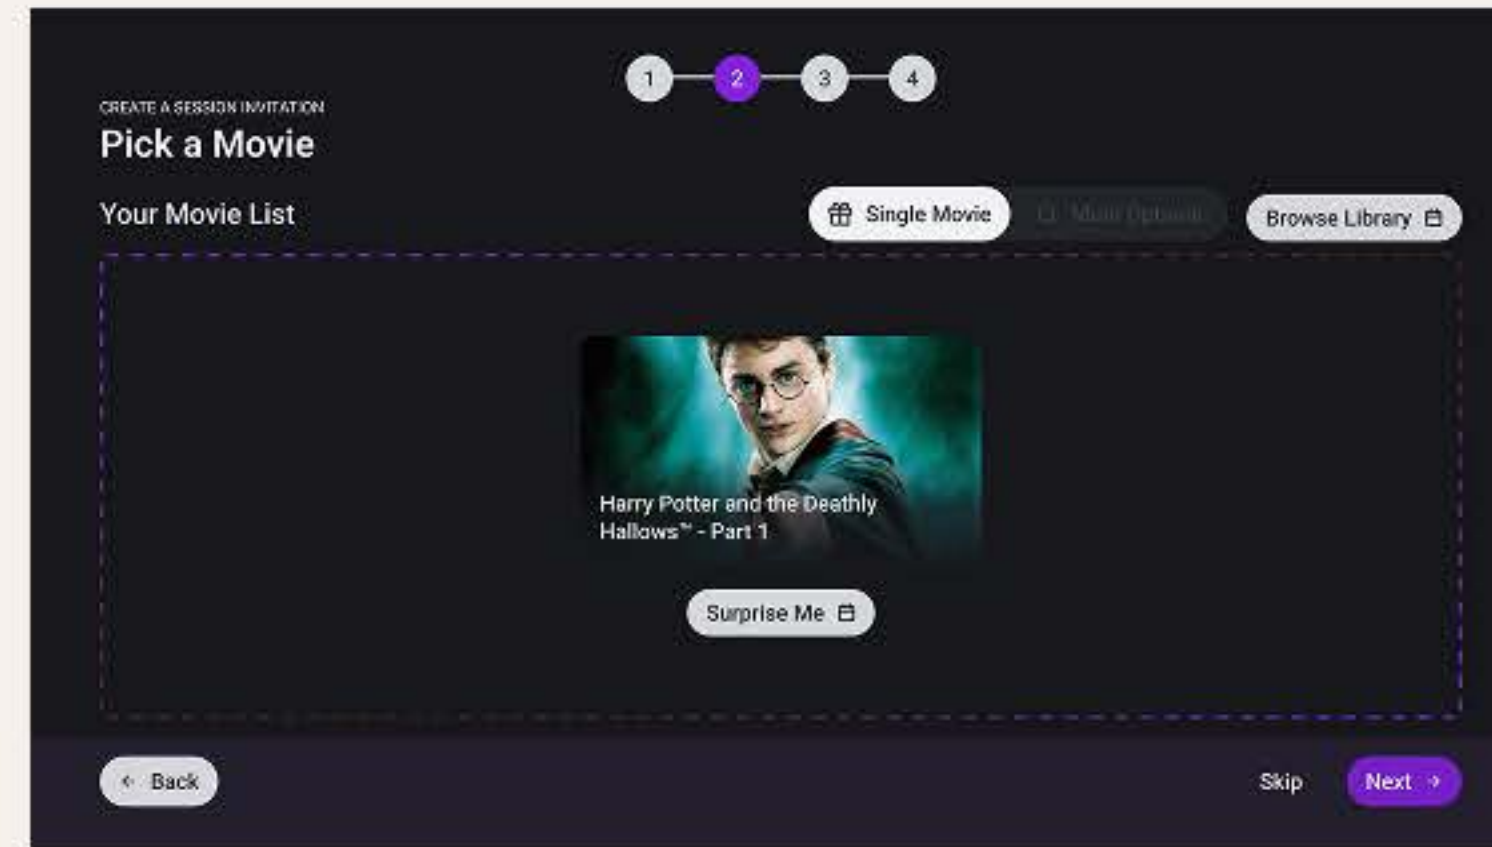 1 2 3 4
CREATE A SESSION INVITATION
Pick a Movie
Your Movie List
Single Movie
Browse Library
Harry Potter and the Deathly
Hallows™ - Part 1
Surprise Me
Back
Skip
Next